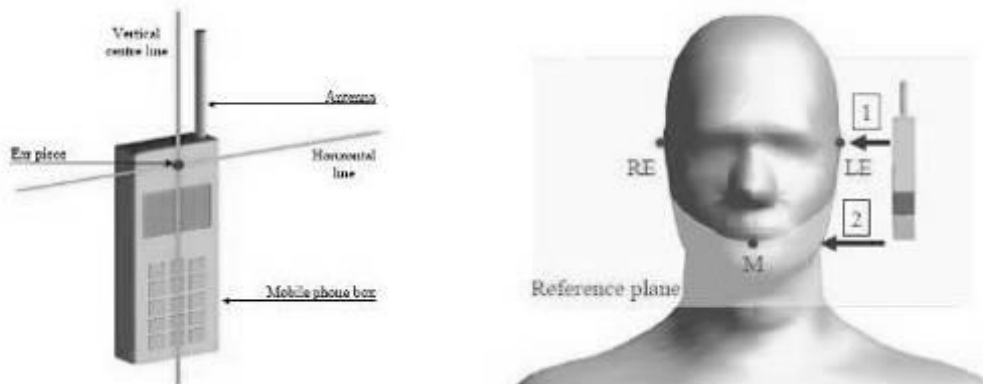 Vertical
centre line
Antenna
Ear piece
Horizontal
line
Mobile phone box
1
RE
LE
2
M
Reference plane